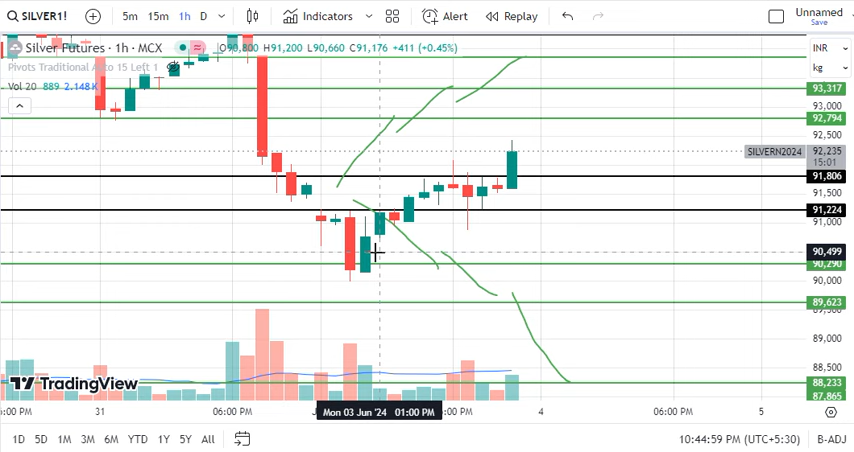 SILVER1!
5m 15m 1h D Indicators Alert Replay Unnamed
Save
Silver Futures · 1h · MCX O90,800 H91,200 L90,660 C91,176 +411 (+0.45%)
INR
Pivots Traditional Auto 15 Left 1
kg
Vol 20 889 2.148K
93,317
93,000
92,794
92,500
SILVERN2024 92,235
15:01
91,806
91,500
91,224
91,000
90,499
90,290
90,000
89,623
89,500
89,000
88,500
TradingView
88,233
87,865
31 06:00 PM Mon 03 Jun '24 01:00 PM 4 06:00 PM 5
1D 5D 1M 3M 6M YTD 1Y 5Y All 10:44:59 PM (UTC+5:30) B-ADJ